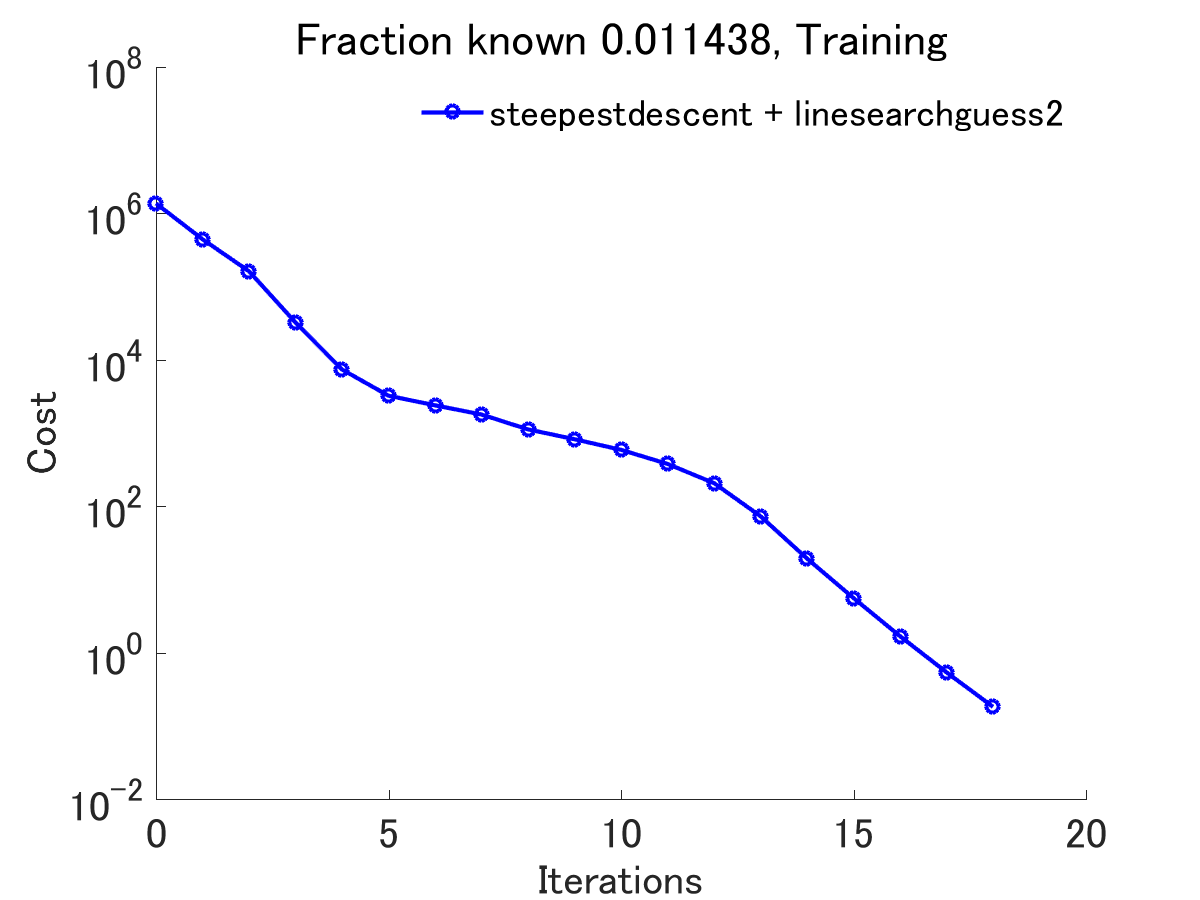 Fraction known 0.011438, Training
steepestdescent + linesearchguess2
10^8
10^6
10^4
10^2
10^0
10^-2
Cost
0 5 10 15 20
Iterations